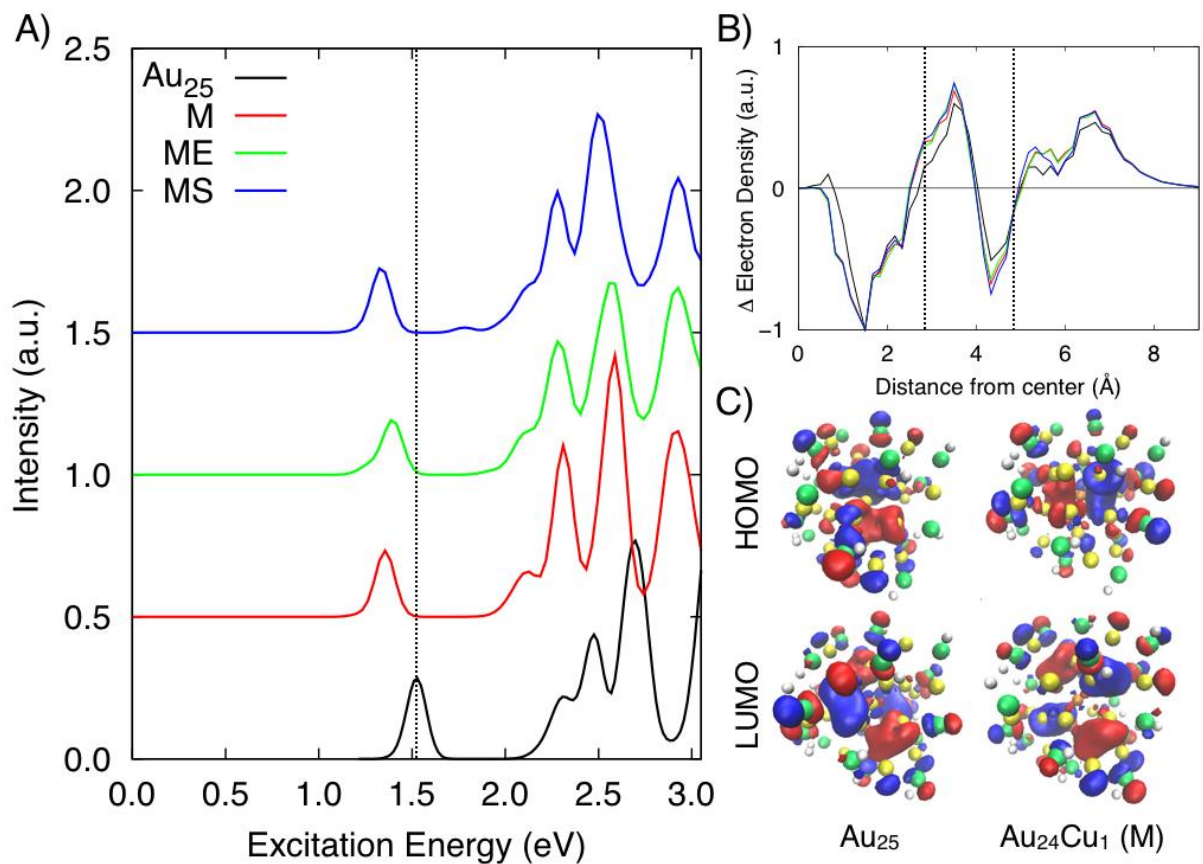 A)
Intensity (a.u.)
2.5
2.0
1.5
1.0
0.5
0.0
Au₂₅
M
ME
MS
0.0 0.5 1.0 1.5 2.0 2.5 3.0
Excitation Energy (eV)
B)
Δ Electron Density (a.u.)
1
0
−1
0 2 4 6 8
Distance from center (Å)
C)
HOMO
LUMO
Au₂₅ Au₂₄Cu₁ (M)